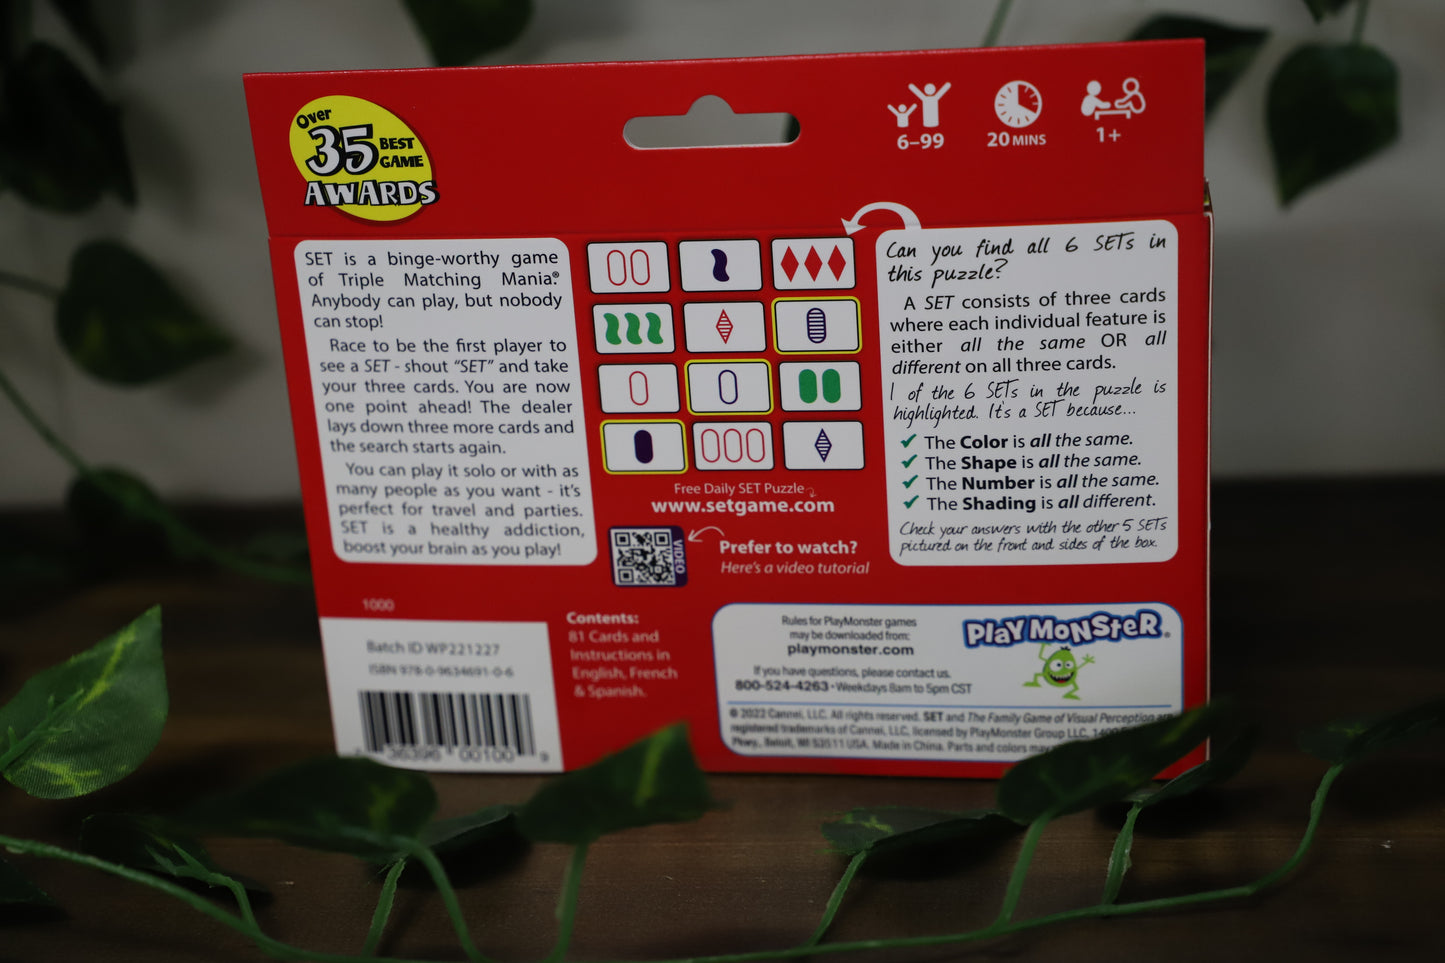 Over
35 BEST
GAME
AWARDS
6–99
20 MINS
1+
SET is a binge-worthy game
of Triple Matching Mania®.
Anybody can play, but nobody
can stop!
Race to be the first player to
see a SET - shout "SET" and take
your three cards. You are now
one point ahead! The dealer
lays down three more cards and
the search starts again.
You can play it solo or with as
many people as you want - it's
perfect for travel and parties.
SET is a healthy addiction,
boost your brain as you play!
Free Daily SET Puzzle
www.setgame.com
VIDEO
Prefer to watch?
Here's a video tutorial
Can you find all 6 SETs in
this puzzle?
A SET consists of three cards
where each individual feature is
either all the same OR all
different on all three cards.
1 of the 6 SETs in the puzzle is
highlighted. It's a SET because...
✔ The Color is all the same.
✔ The Shape is all the same.
✔ The Number is all the same.
✔ The Shading is all different.
Check your answers with the other 5 SETs
pictured on the front and sides of the box.
1000
Batch ID WP221227
ISBN 978-0-9634691-0-6
36396 00100 9
Contents:
81 Cards and
Instructions in
English, French
& Spanish.
Rules for PlayMonster games
may be downloaded from:
playmonster.com
If you have questions, please contact us.
800-524-4263 • Weekdays 8am to 5pm CST
PLAYMONSTER®
© 2022 Cannei, LLC. All rights reserved. SET and The Family Game of Visual Perception are
registered trademarks of Cannei, LLC, licensed by PlayMonster Group LLC, 1400
Pkwy., Beloit, WI 53511 USA. Made in China. Parts and colors may